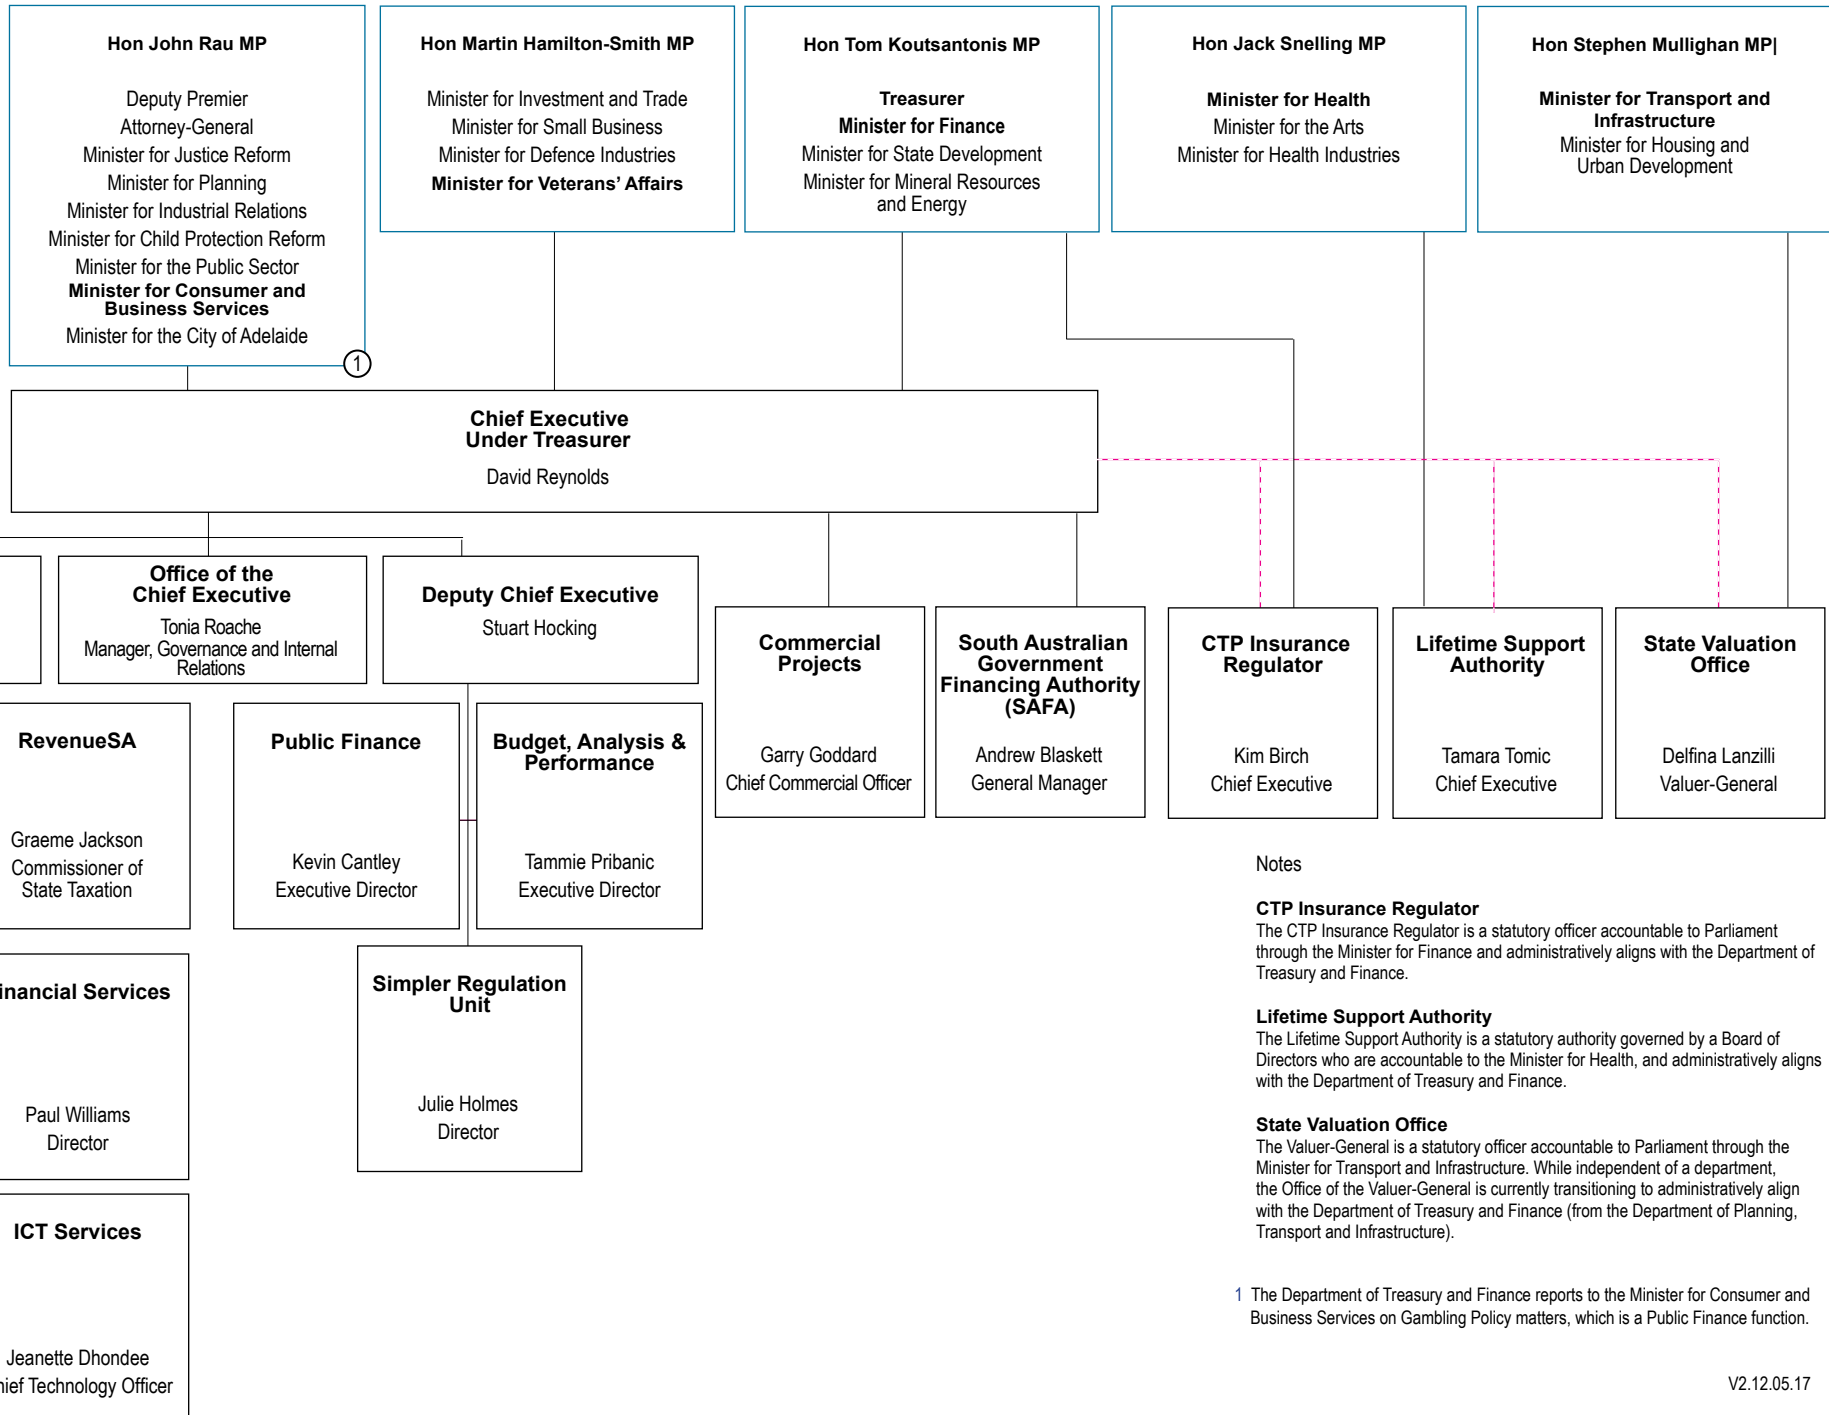 Hon John Rau MP
Deputy Premier
Attorney-General
Minister for Justice Reform
Minister for Planning
Minister for Industrial Relations
Minister for Child Protection Reform
Minister for the Public Sector
Minister for Consumer and
Business Services
Minister for the City of Adelaide
1
Hon Martin Hamilton-Smith MP
Minister for Investment and Trade
Minister for Small Business
Minister for Defence Industries
Minister for Veterans' Affairs
Hon Tom Koutsantonis MP
Treasurer
Minister for Finance
Minister for State Development
Minister for Mineral Resources
and Energy
Hon Jack Snelling MP
Minister for Health
Minister for the Arts
Minister for Health Industries
Hon Stephen Mullighan MP|
Minister for Transport and
Infrastructure
Minister for Housing and
Urban Development
Chief Executive
Under Treasurer
David Reynolds
Office of the
Chief Executive
Tonia Roache
Manager, Governance and Internal
Relations
Deputy Chief Executive
Stuart Hocking
Commercial
Projects
Garry Goddard
Chief Commercial Officer
South Australian
Government
Financing Authority
(SAFA)
Andrew Blaskett
General Manager
CTP Insurance
Regulator
Kim Birch
Chief Executive
Lifetime Support
Authority
Tamara Tomic
Chief Executive
State Valuation
Office
Delfina Lanzilli
Valuer-General
RevenueSA
Graeme Jackson
Commissioner of
State Taxation
Public Finance
Kevin Cantley
Executive Director
Budget, Analysis &
Performance
Tammie Pribanic
Executive Director
inancial Services
Paul Williams
Director
Simpler Regulation
Unit
Julie Holmes
Director
ICT Services
Jeanette Dhondee
hief Technology Officer
Notes
CTP Insurance Regulator
The CTP Insurance Regulator is a statutory officer accountable to Parliament
through the Minister for Finance and administratively aligns with the Department of
Treasury and Finance.
Lifetime Support Authority
The Lifetime Support Authority is a statutory authority governed by a Board of
Directors who are accountable to the Minister for Health, and administratively aligns
with the Department of Treasury and Finance.
State Valuation Office
The Valuer-General is a statutory officer accountable to Parliament through the
Minister for Transport and Infrastructure. While independent of a department,
the Office of the Valuer-General is currently transitioning to administratively align
with the Department of Treasury and Finance (from the Department of Planning,
Transport and Infrastructure).
1 The Department of Treasury and Finance reports to the Minister for Consumer and
Business Services on Gambling Policy matters, which is a Public Finance function.
V2.12.05.17